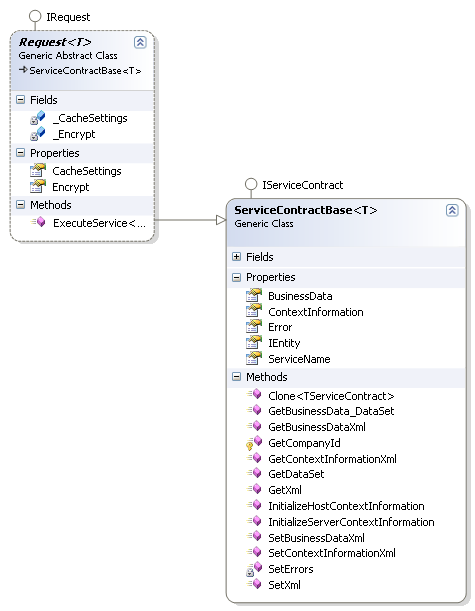 IRequest
Request<T>
Generic Abstract Class
ServiceContractBase<T>
Fields
_CacheSettings
_Encrypt
Properties
CacheSettings
Encrypt
Methods
ExecuteService<...
IServiceContract
ServiceContractBase<T>
Generic Class
Fields
Properties
BusinessData
ContextInformation
Error
IEntity
ServiceName
Methods
Clone<TServiceContract>
GetBusinessData_DataSet
GetBusinessDataXml
GetCompanyId
GetContextInformationXml
GetDataSet
GetXml
InitializeHostContextInformation
InitializeServerContextInformation
SetBusinessDataXml
SetContextInformationXml
SetErrors
SetXml